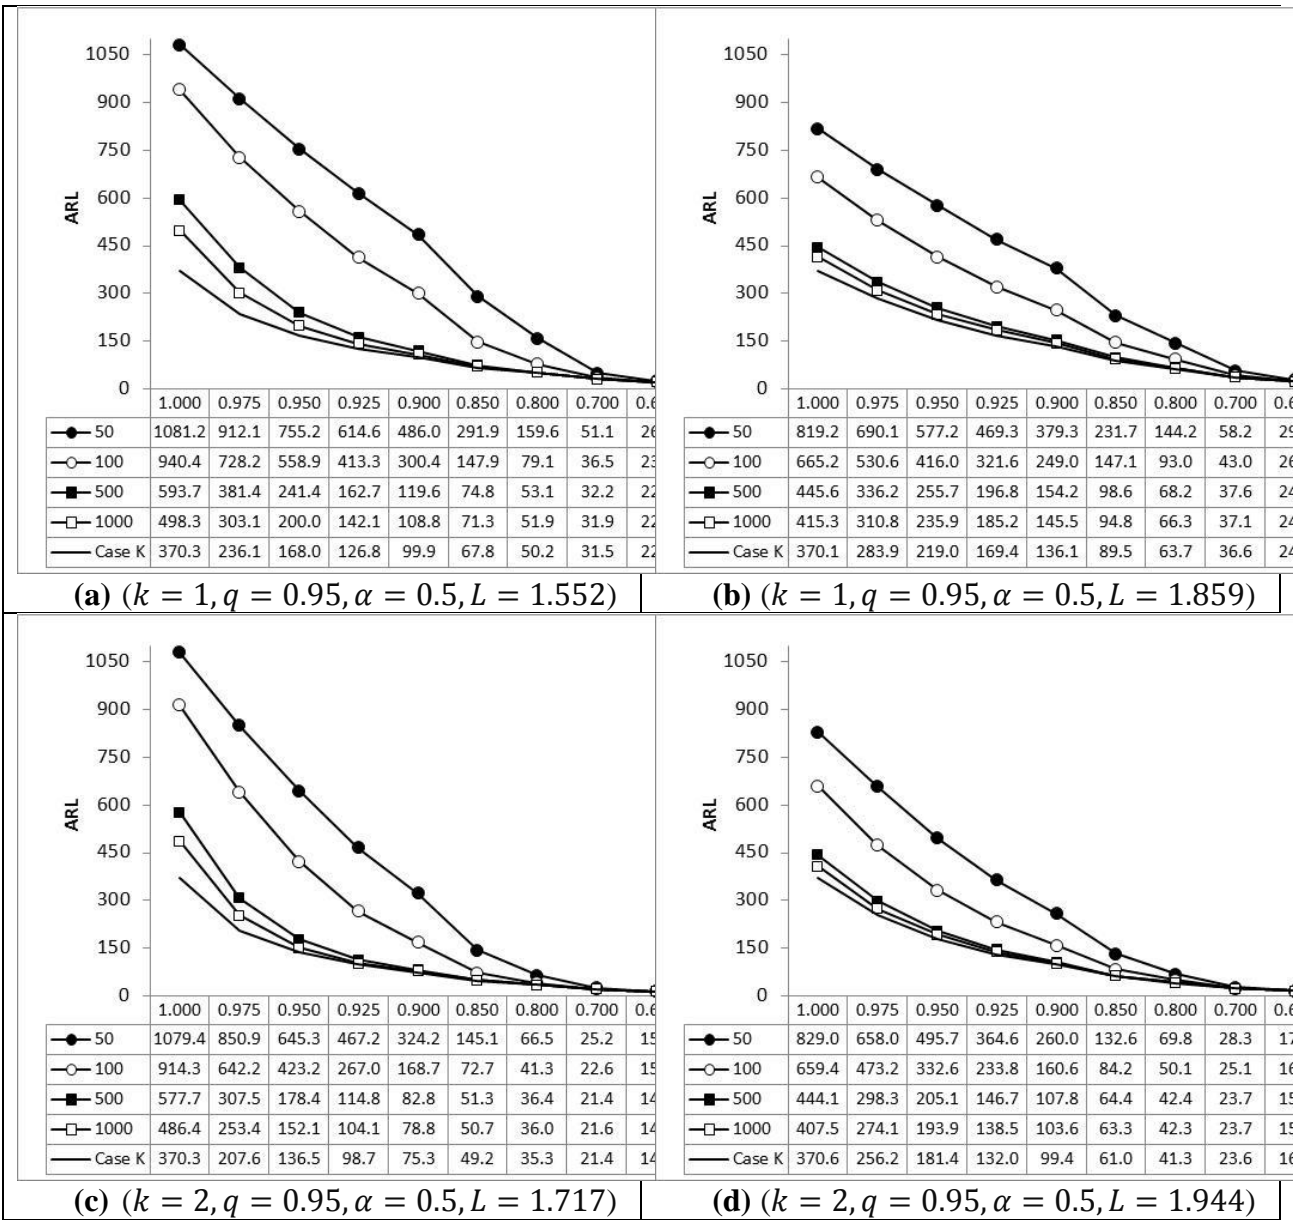 1050
900
750
600
450
300
150
0
ARL
1.000 0.975 0.950 0.925 0.900 0.850 0.800 0.700
50 1081.2 912.1 755.2 614.6 486.0 291.9 159.6 51.1
100 940.4 728.2 558.9 413.3 300.4 147.9 79.1 36.5
500 593.7 381.4 241.4 162.7 119.6 74.8 53.1 32.2
1000 498.3 303.1 200.0 142.1 108.8 71.3 51.9 31.9
Case K 370.3 236.1 168.0 126.8 99.9 67.8 50.2 31.5
(a) (k = 1, q = 0.95, α = 0.5, L = 1.552)
1050
900
750
600
450
300
150
0
ARL
1.000 0.975 0.950 0.925 0.900 0.850 0.800 0.700
50 819.2 690.1 577.2 469.3 379.3 231.7 144.2 58.2
100 665.2 530.6 416.0 321.6 249.0 147.1 93.0 43.0
500 445.6 336.2 255.7 196.8 154.2 98.6 68.2 37.6
1000 415.3 310.8 235.9 185.2 145.5 94.8 66.3 37.1
Case K 370.1 283.9 219.0 169.4 136.1 89.5 63.7 36.6
(b) (k = 1, q = 0.95, α = 0.5, L = 1.859)
1050
900
750
600
450
300
150
0
ARL
1.000 0.975 0.950 0.925 0.900 0.850 0.800 0.700
50 1079.4 850.9 645.3 467.2 324.2 145.1 66.5 25.2
100 914.3 642.2 423.2 267.0 168.7 72.7 41.3 22.6
500 577.7 307.5 178.4 114.8 82.8 51.3 36.4 21.4
1000 486.4 253.4 152.1 104.1 78.8 50.7 36.0 21.6
Case K 370.3 207.6 136.5 98.7 75.3 49.2 35.3 21.4
(c) (k = 2, q = 0.95, α = 0.5, L = 1.717)
1050
900
750
600
450
300
150
0
ARL
1.000 0.975 0.950 0.925 0.900 0.850 0.800 0.700
50 829.0 658.0 495.7 364.6 260.0 132.6 69.8 28.3
100 659.4 473.2 332.6 233.8 160.6 84.2 50.1 25.1
500 444.1 298.3 205.1 146.7 107.8 64.4 42.4 23.7
1000 407.5 274.1 193.9 138.5 103.6 63.3 42.3 23.7
Case K 370.6 256.2 181.4 132.0 99.4 61.0 41.3 23.6
(d) (k = 2, q = 0.95, α = 0.5, L = 1.944)